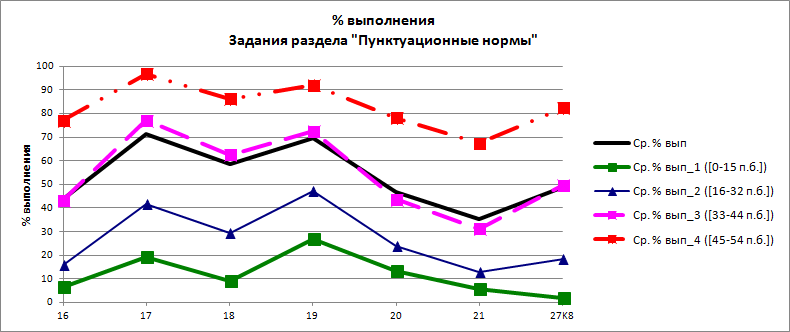 % выполнения
Задания раздела "Пунктуационные нормы"
% выполнения
100
90
80
70
60
50
40
30
20
10
0
16
17
18
19
20
21
27К8
Ср. % вып
Ср. % вып_1 ([0-15 п.б.])
Ср. % вып_2 ([16-32 п.б.])
Ср. % вып_3 ([33-44 п.б.])
Ср. % вып_4 ([45-54 п.б.])